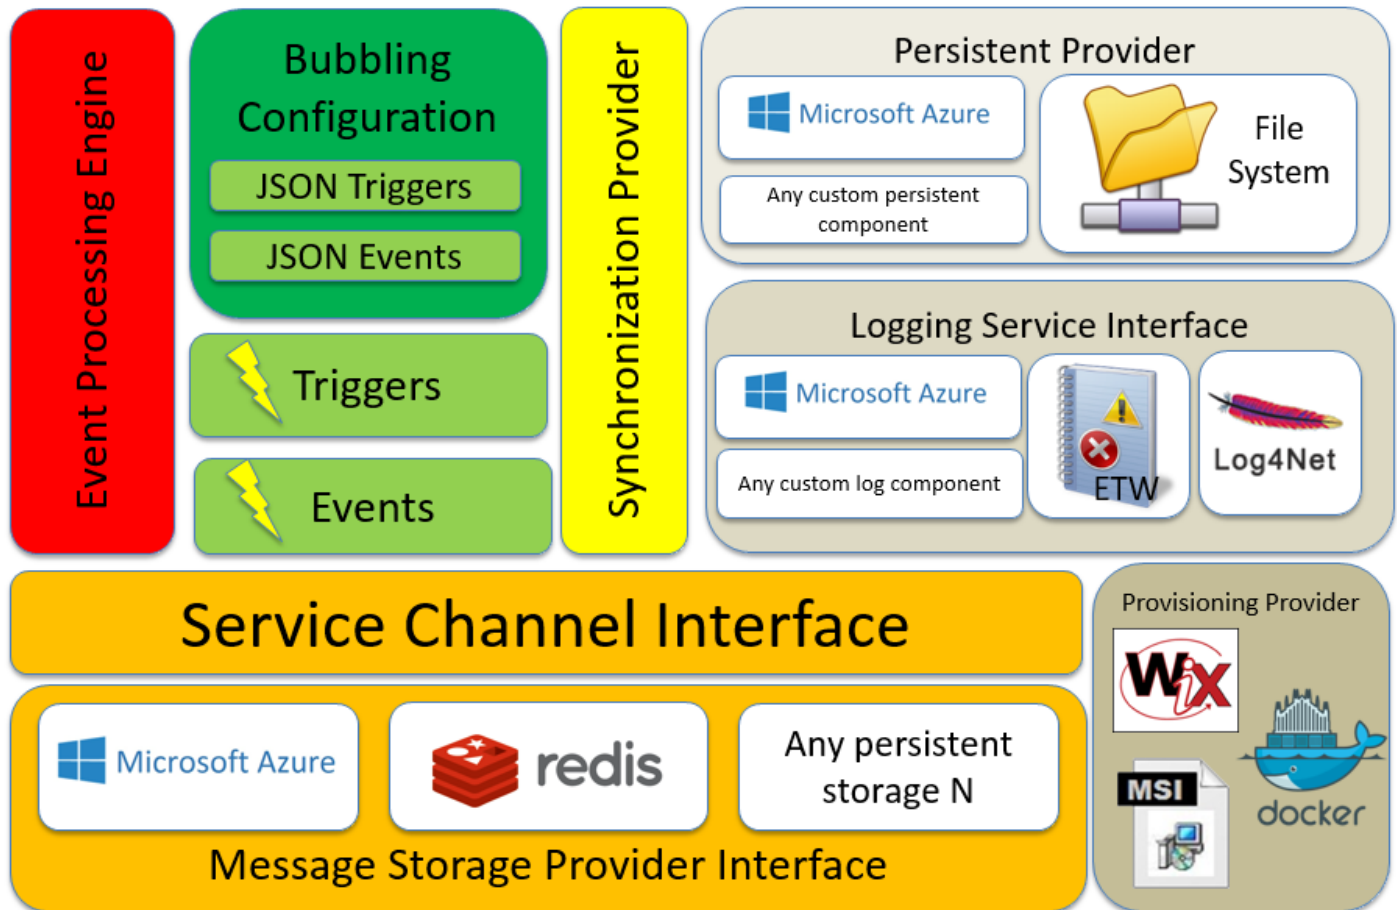 Event Processing Engine
Bubbling
Configuration
JSON Triggers
JSON Events
Triggers
Events
Synchronization Provider
Persistent Provider
Microsoft Azure
Any custom persistent
component
File
System
Logging Service Interface
Microsoft Azure
Any custom log component
ETW
Log4Net
Service Channel Interface
Microsoft Azure
redis
Any persistent
storage N
Message Storage Provider Interface
Provisioning Provider
WiX
MSI
docker